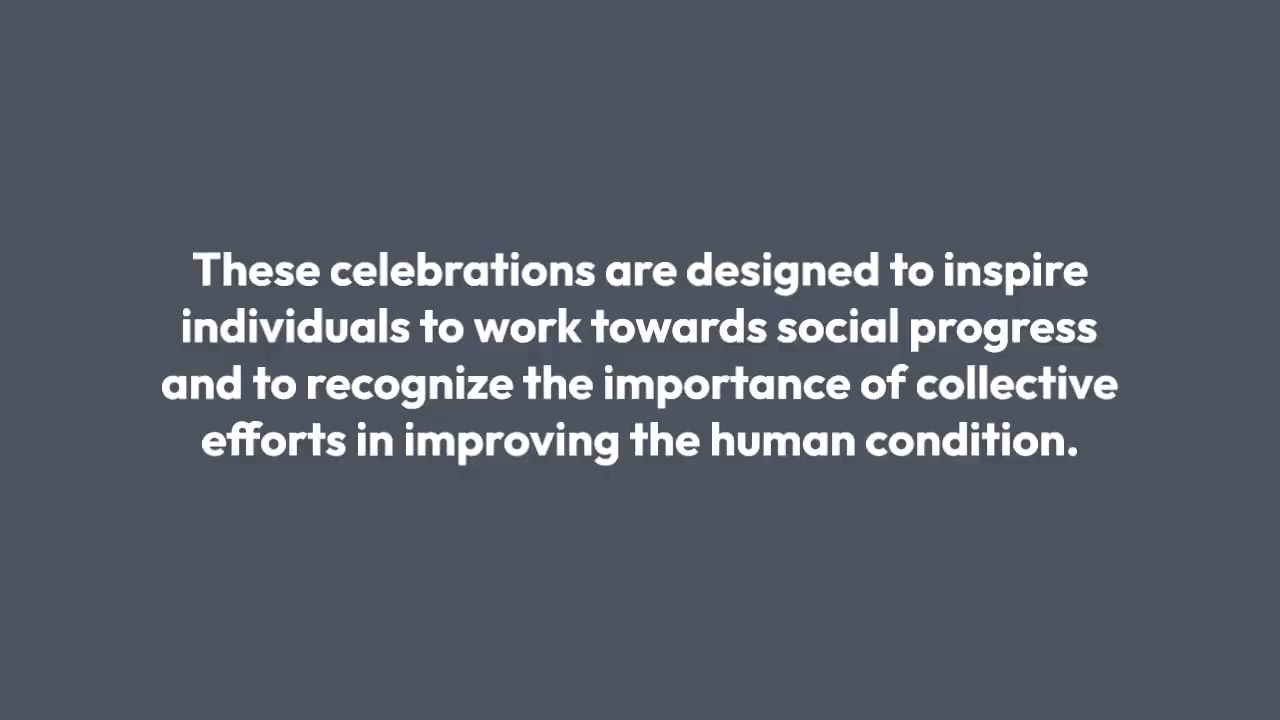 These celebrations are designed to inspire
individuals to work towards social progress
and to recognize the importance of collective
efforts in improving the human condition.